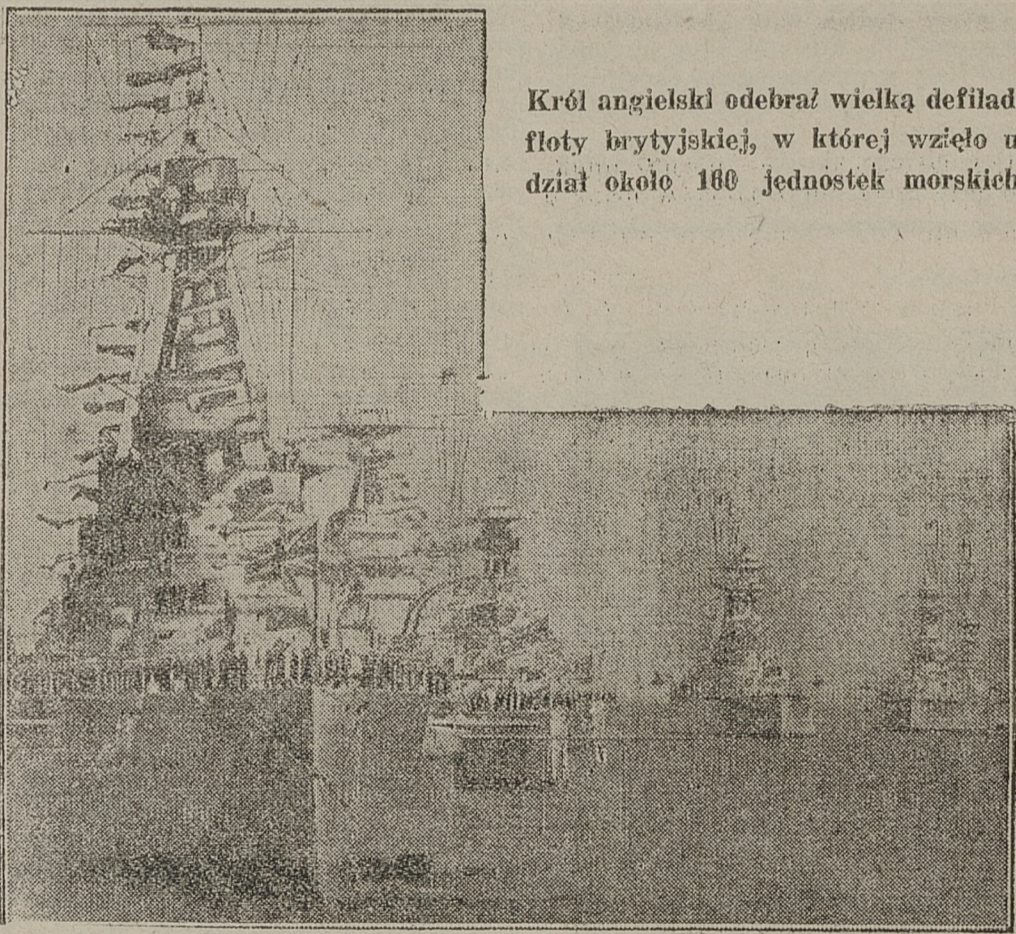 Król angielski odebrał wielką defilad
floty brytyjskiej, w której wzięło u
dział około 160 jednostek morskich